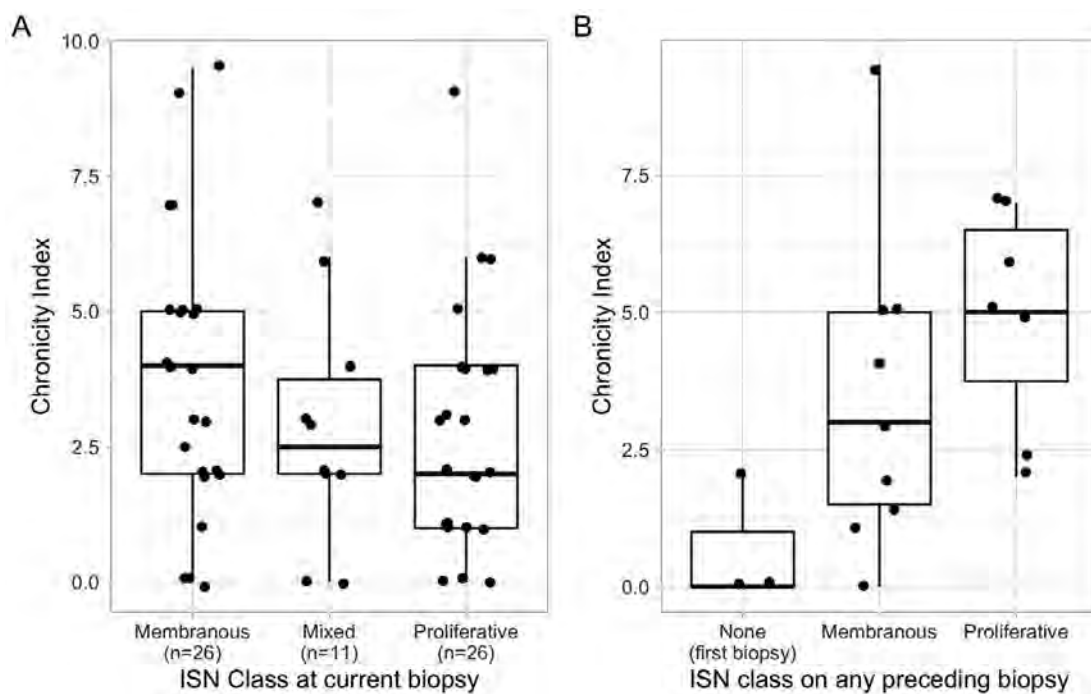 A
10.0
7.5
5.0
2.5
0.0
Chronicity Index
Membranous
(n=26)
Mixed
(n=11)
Proliferative
(n=26)
ISN Class at current biopsy
B
7.5
5.0
2.5
0.0
Chronicity Index
None
(first biopsy)
Membranous
Proliferative
ISN class on any preceding biopsy